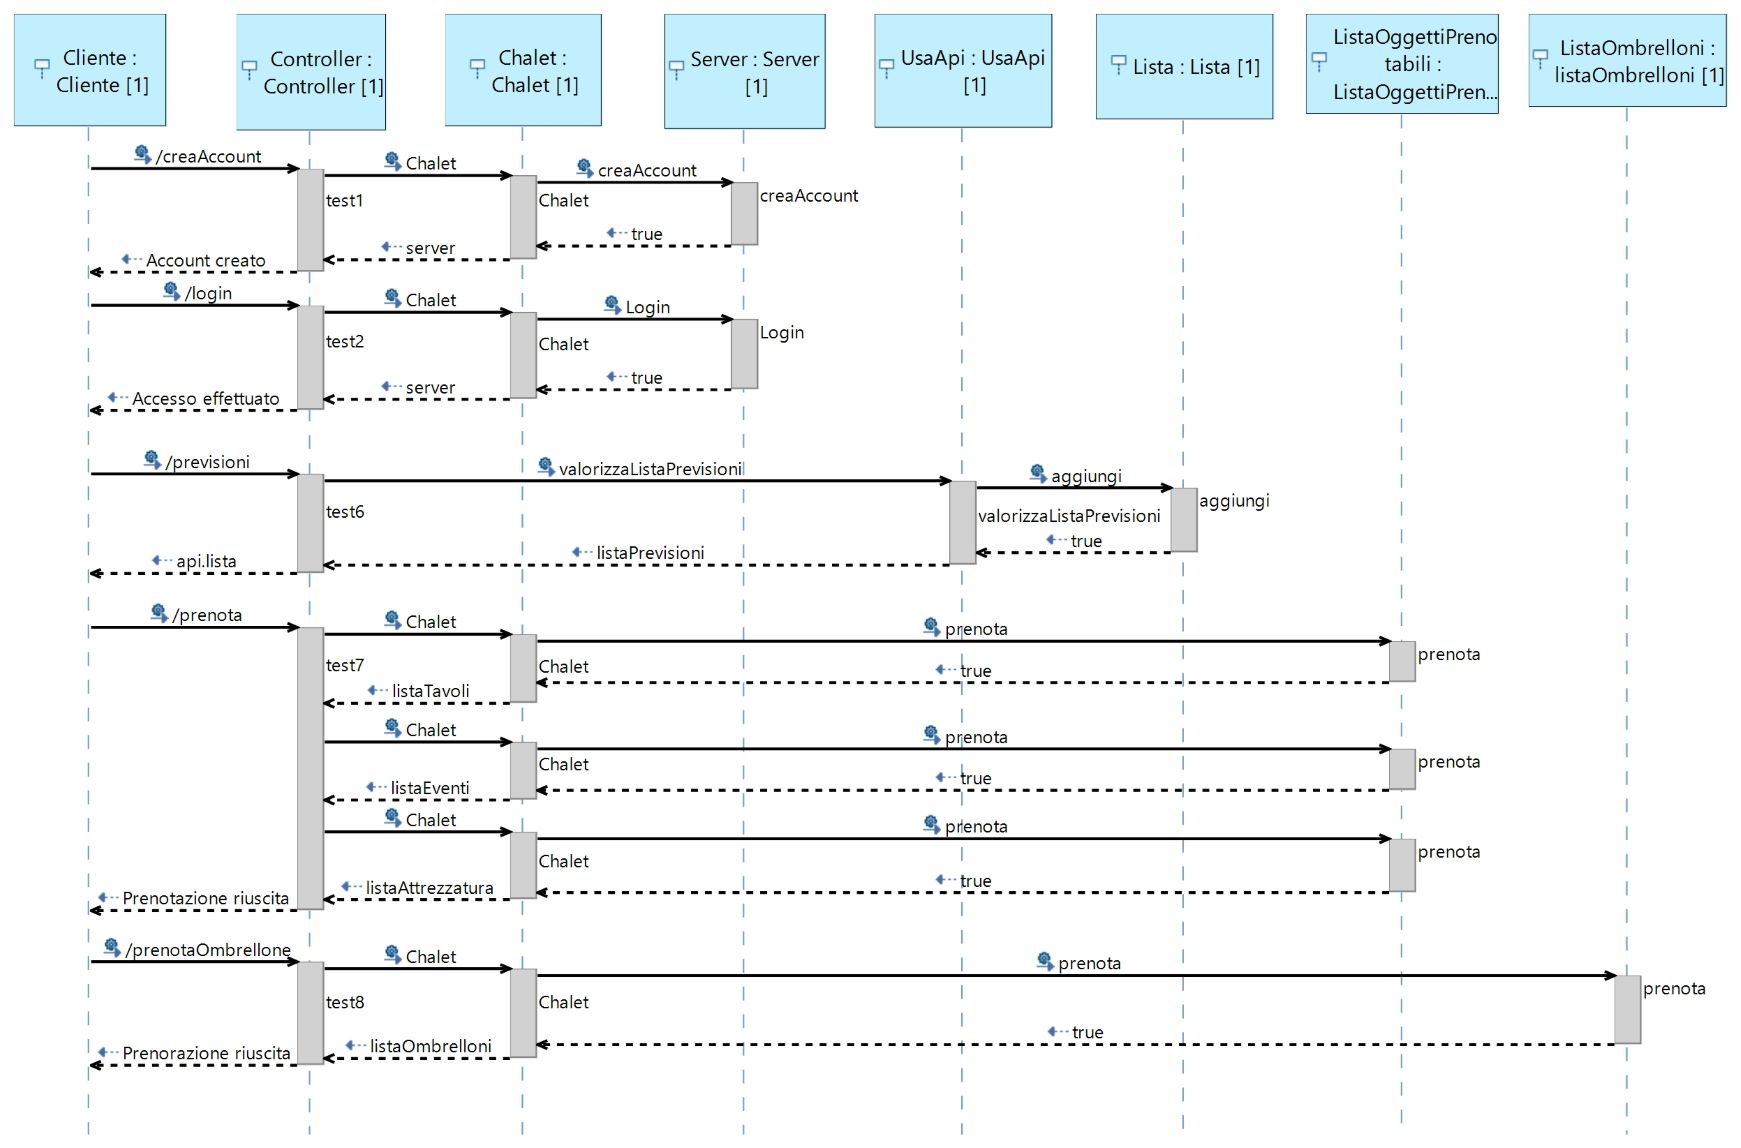 Cliente :
Cliente [1]
Controller :
Controller [1]
Chalet :
Chalet [1]
Server : Server
[1]
UsaApi : UsaApi
[1]
Lista : Lista [1]
ListaOggettiPreno
tabili :
ListaOggettiPren...
ListaOmbrelloni :
listaOmbrelloni [1]
/creaAccount
Chalet
creaAccount
creaAccount
test1
Chalet
true
server
Account creato
/login
Chalet
Login
Login
test2
Chalet
true
server
Accesso effettuato
/previsioni
valorizzaListaPrevisioni
aggiungi
aggiungi
test6
valorizzaListaPrevisioni
true
listaPrevisioni
api.lista
/prenota
Chalet
prenota
prenota
test7
Chalet
true
listaTavoli
Chalet
prenota
Chalet
prenota
true
listaEventi
Chalet
prenota
prenota
Chalet
true
listaAttrezzatura
Prenotazione riuscita
/prenotaOmbrellone
Chalet
prenota
prenota
test8
Chalet
true
listaOmbrelloni
Prenorazione riuscita